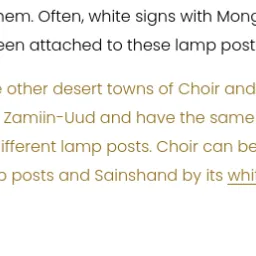 hem. Often, white signs with Mong
een attached to these lamp post
e other desert towns of Choir and
Zamiin-Uud and have the same
ifferent lamp posts. Choir can be
p posts and Sainshand by its whit